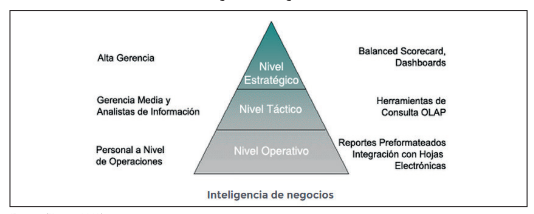 Alta Gerencia
Nivel
Estratégico
Balanced Scorecard,
Dashboards
Gerencia Media y
Analistas de Información
Nivel Táctico
Herramientas de
Consulta OLAP
Personal a Nivel
de Operaciones
Nivel Operativo
Reportes Preformateados
Integración con Hojas
Electrónicas
Inteligencia de negocios